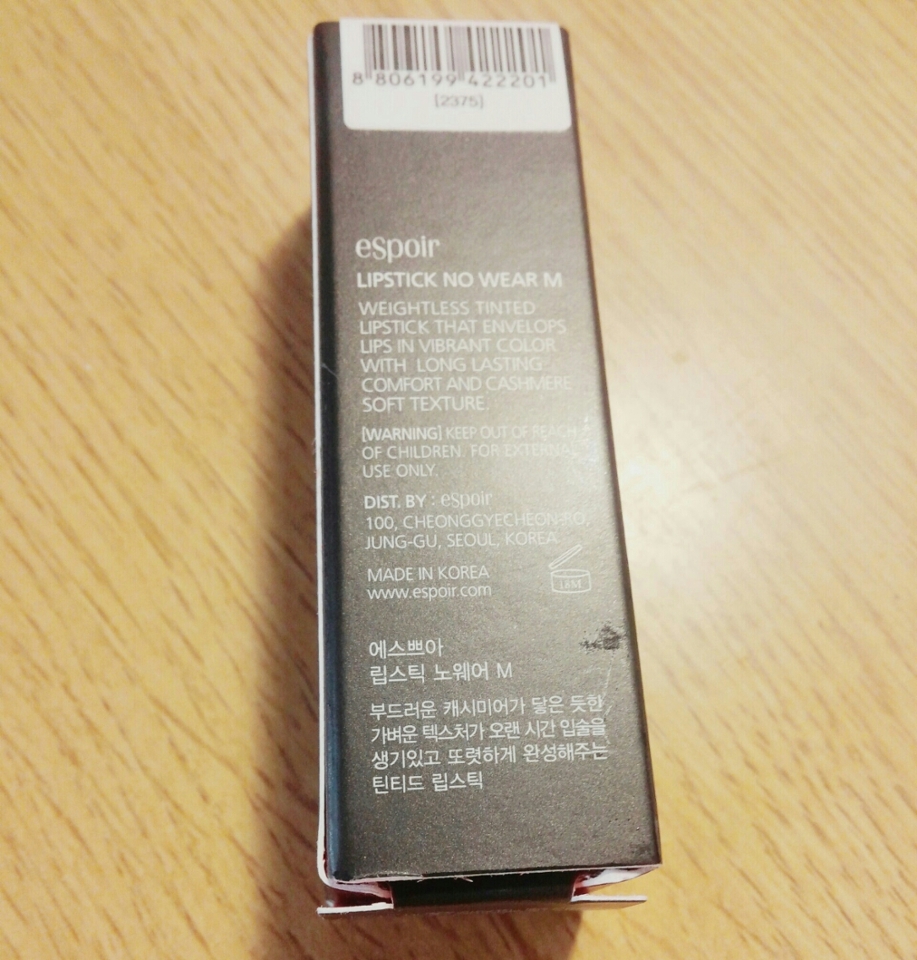 8 806199 422201
[2375]
espoir
LIPSTICK NO WEAR M
WEIGHTLESS TINTED
LIPSTICK THAT ENVELOPS
LIPS IN VIBRANT COLOR
WITH LONG LASTING
COMFORT AND CASHMERE
SOFT TEXTURE.
[WARNING] KEEP OUT OF REACH
OF CHILDREN. FOR EXTERNAL
USE ONLY.
DIST. BY : espoir
100, CHEONGGYECHEON-RO,
JUNG-GU, SEOUL, KOREA
MADE IN KOREA
www.espoir.com
18M
에스쁘아
립스틱 노웨어 M
부드러운 캐시미어가 닿은 듯한
가벼운 텍스처가 오랜 시간 입술을
생기있고 또렷하게 완성해주는
틴티드 립스틱